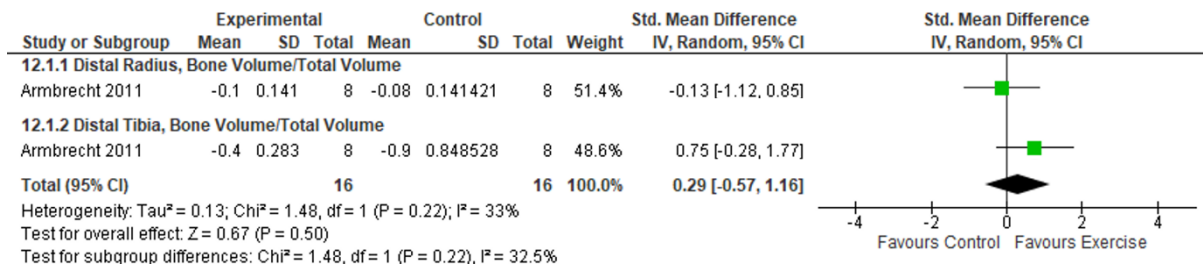 Experimental Control Std. Mean Difference Std. Mean Difference
Study or Subgroup Mean SD Total Mean SD Total Weight IV, Random, 95% CI IV, Random, 95% CI
12.1.1 Distal Radius, Bone Volume/Total Volume
Armbrecht 2011 -0.1 0.141 8 -0.08 0.141421 8 51.4% -0.13 [-1.12, 0.85]
12.1.2 Distal Tibia, Bone Volume/Total Volume
Armbrecht 2011 -0.4 0.283 8 -0.9 0.848528 8 48.6% 0.75 [-0.28, 1.77]
Total (95% CI) 16 16 100.0% 0.29 [-0.57, 1.16]
Heterogeneity: Tau² = 0.13; Chi² = 1.48, df = 1 (P = 0.22); I² = 33%
Test for overall effect: Z = 0.67 (P = 0.50)
Test for subgroup differences: Chi² = 1.48, df = 1 (P = 0.22), I² = 32.5%
-4 -2 0 2 4
Favours Control Favours Exercise